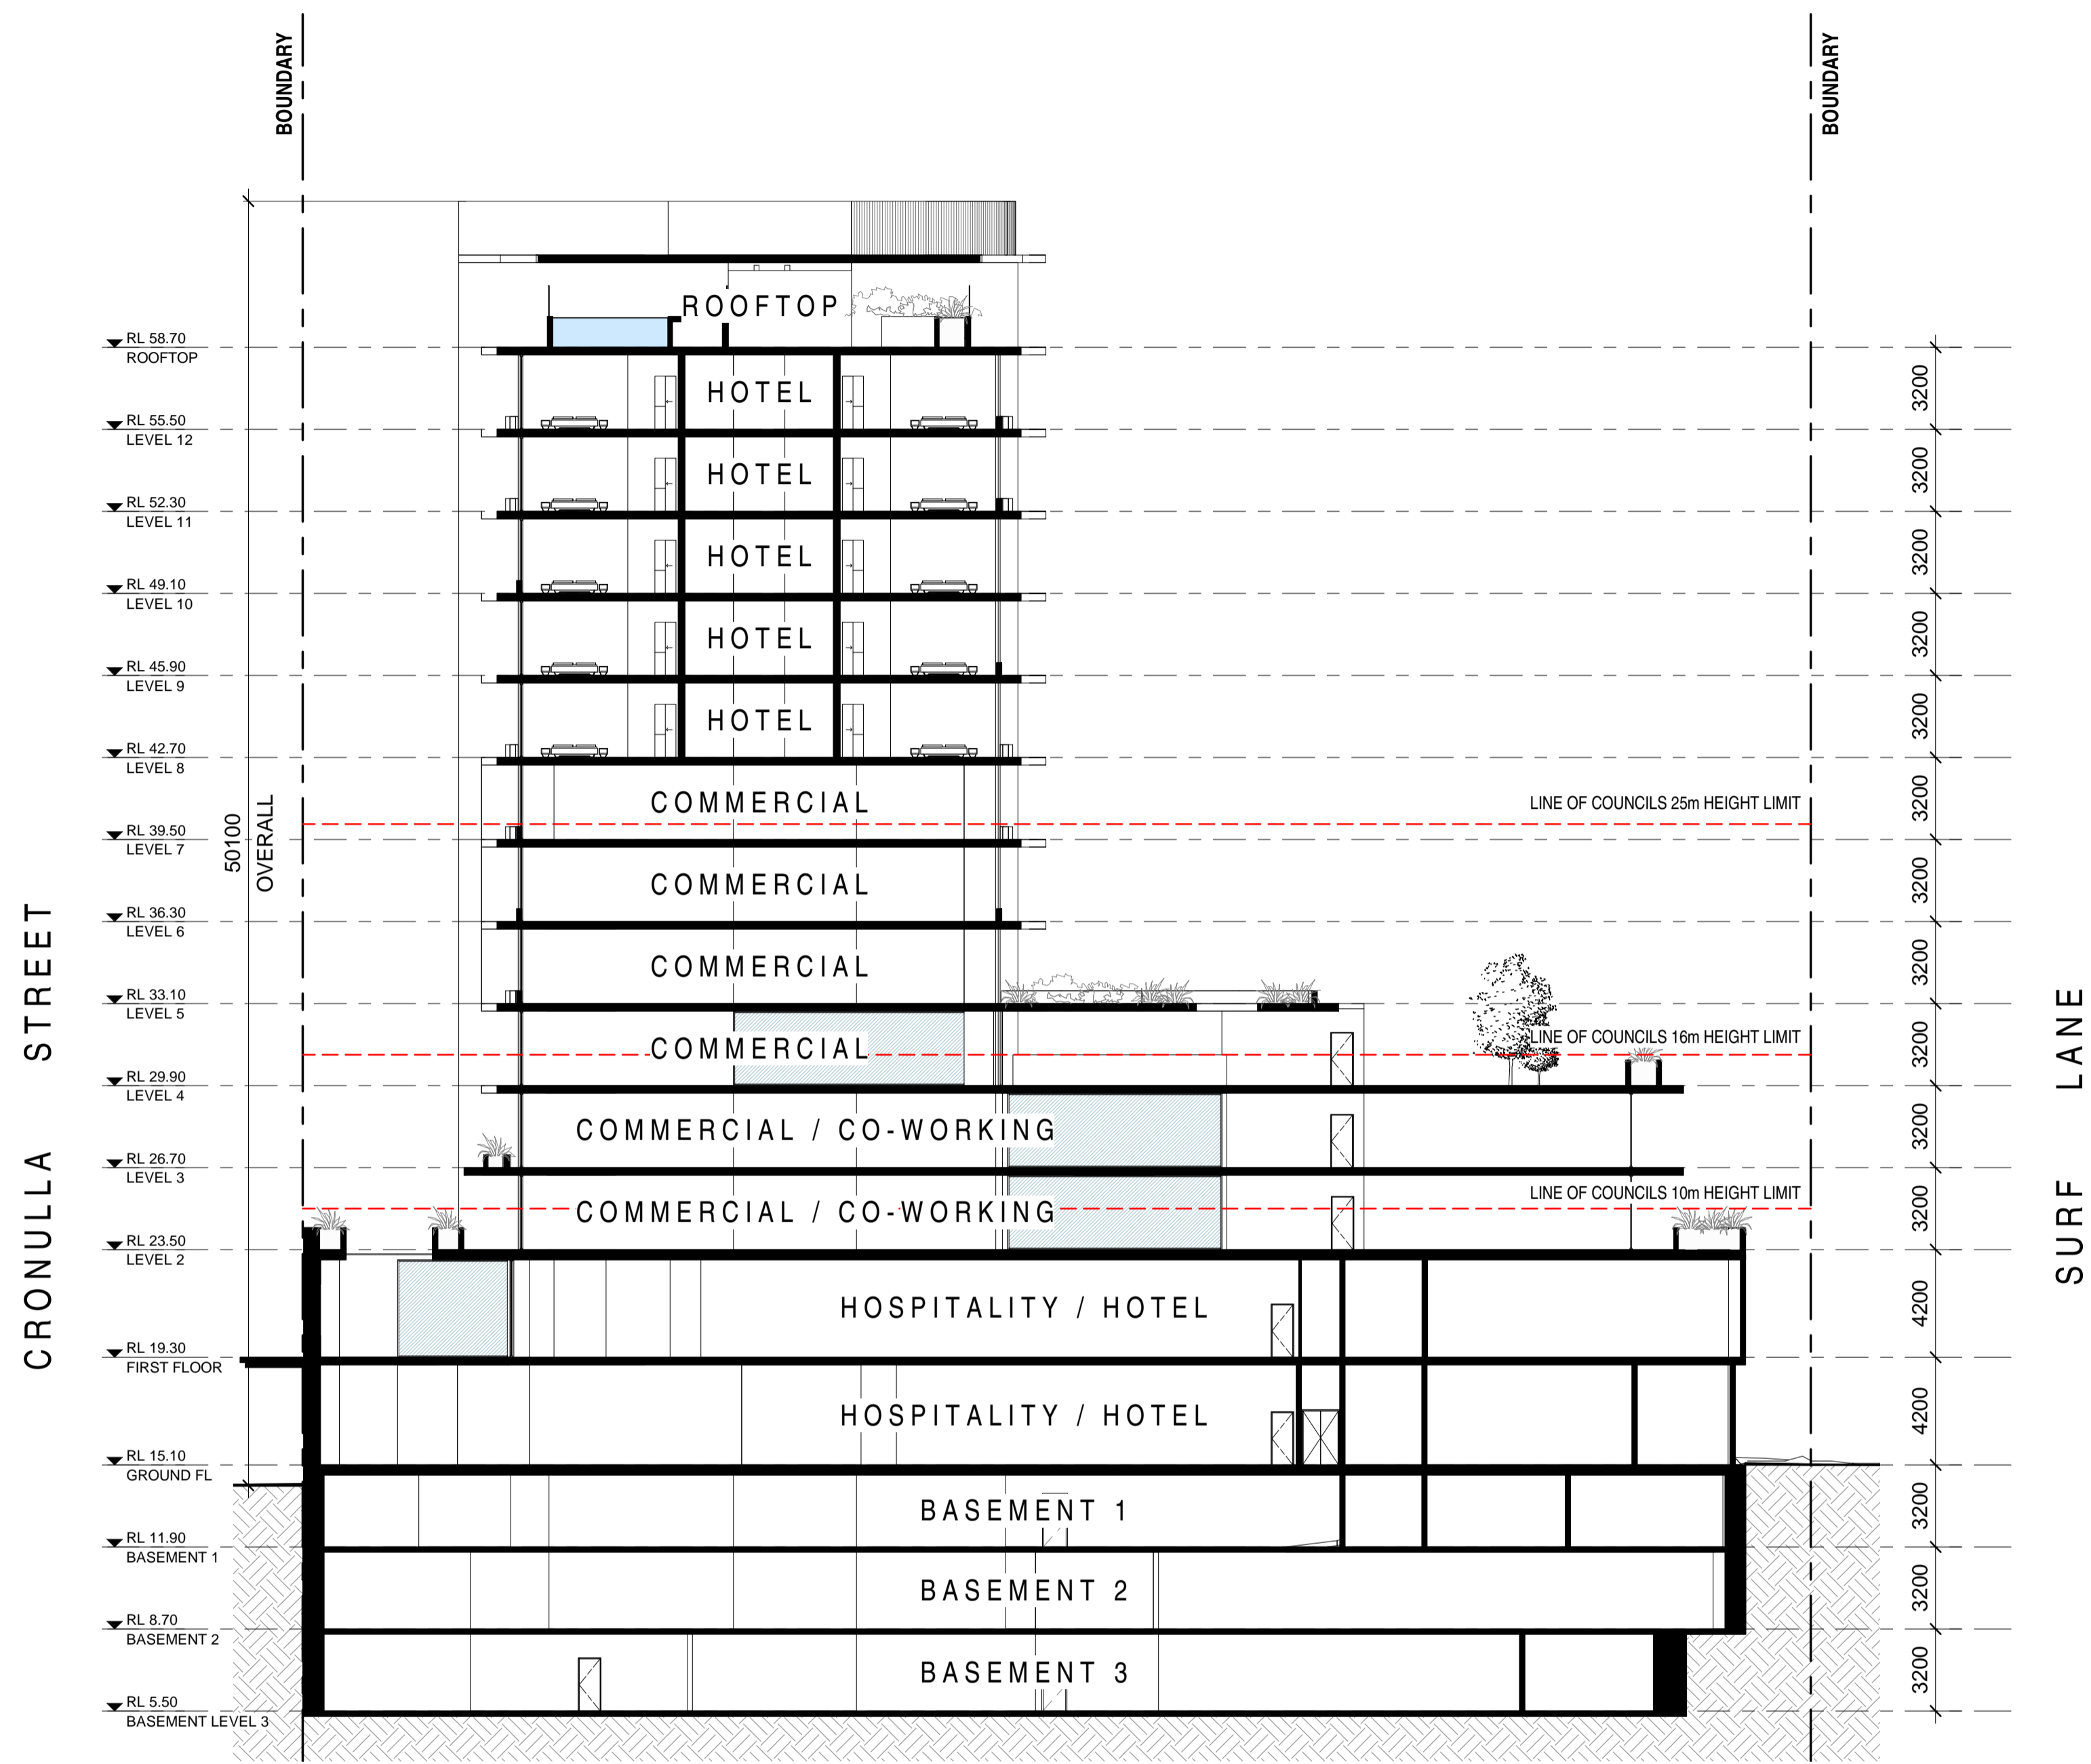 BOUNDARY
BOUNDARY
ROOFTOP
RL 58.70
ROOFTOP
HOTEL
3200
RL 55.50
LEVEL 12
HOTEL
3200
RL 52.30
LEVEL 11
HOTEL
3200
RL 49.10
LEVEL 10
HOTEL
3200
RL 45.90
LEVEL 9
HOTEL
3200
RL 42.70
LEVEL 8
COMMERCIAL
LINE OF COUNCILS 25m HEIGHT LIMIT
3200
RL 39.50
LEVEL 7
50100
OVERALL
COMMERCIAL
3200
RL 36.30
LEVEL 6
COMMERCIAL
3200
RL 33.10
LEVEL 5
COMMERCIAL
LINE OF COUNCILS 16m HEIGHT LIMIT
3200
RL 29.90
LEVEL 4
COMMERCIAL / CO-WORKING
3200
RL 26.70
LEVEL 3
COMMERCIAL / CO-WORKING
LINE OF COUNCILS 10m HEIGHT LIMIT
3200
RL 23.50
LEVEL 2
CRONULLA STREET
SURF LANE
HOSPITALITY / HOTEL
4200
RL 19.30
FIRST FLOOR
HOSPITALITY / HOTEL
4200
RL 15.10
GROUND FL
BASEMENT 1
3200
RL 11.90
BASEMENT 1
BASEMENT 2
3200
RL 8.70
BASEMENT 2
BASEMENT 3
3200
RL 5.50
BASEMENT LEVEL 3